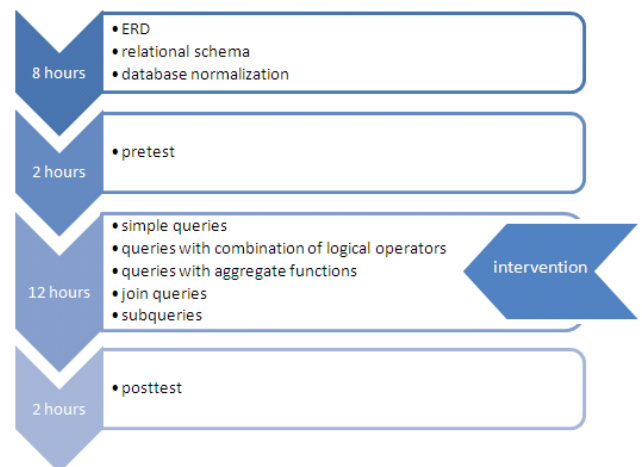 8 hours
• ERD
• relational schema
• database normalization
2 hours
• pretest
12 hours
• simple queries
• queries with combination of logical operators
• queries with aggregate functions
• join queries
• subqueries
intervention
2 hours
• posttest